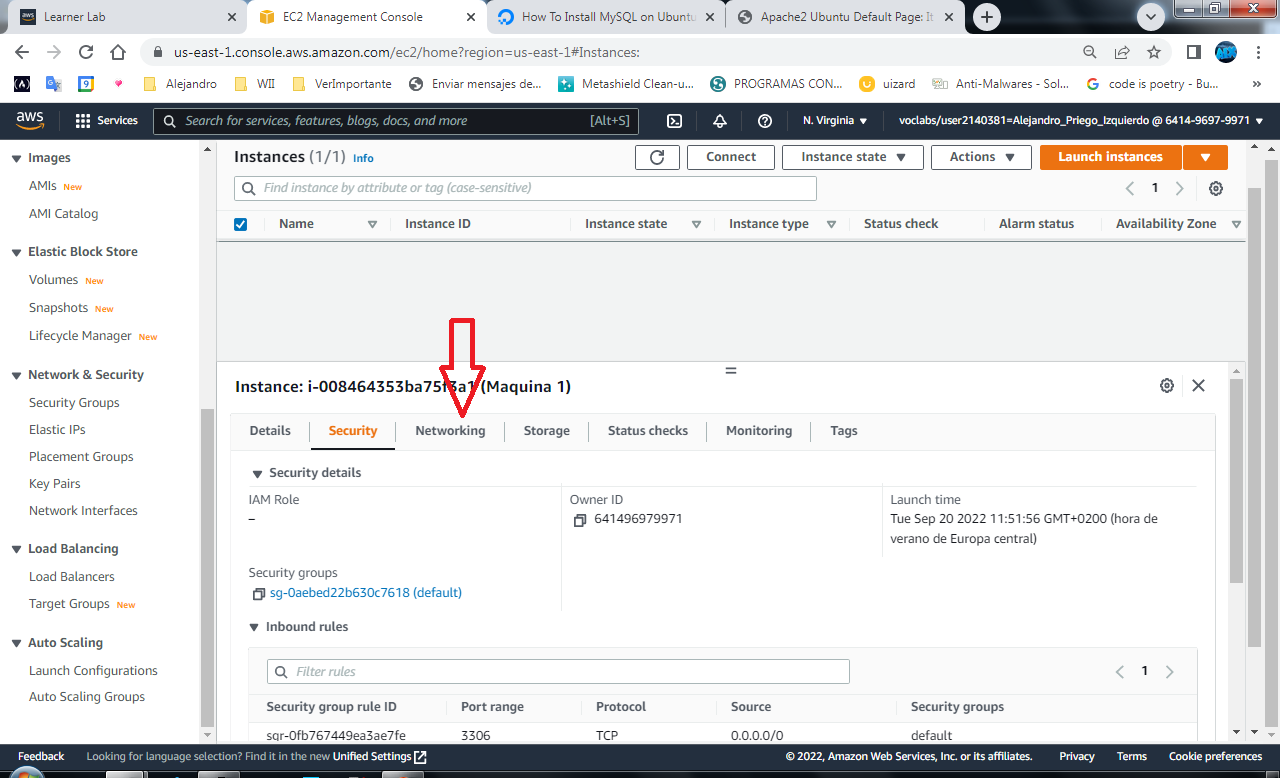 Learner Lab
EC2 Management Console
How To Install MySQL on Ubuntu
Apache2 Ubuntu Default Page: It
us-east-1.console.aws.amazon.com/ec2/home?region=us-east-1#Instances:
Alejandro
WII
VerImportante
Enviar mensajes de...
Metashield Clean-u...
PROGRAMAS CON...
uizard
Anti-Malwares - Sol...
code is poetry - Bu...
»
aws
Services
Search for services, features, blogs, docs, and more
[Alt+S]
N. Virginia
voclabs/user2140381=Alejandro_Priego_Izquierdo @ 6414-9697-9971
Images
AMIs New
AMI Catalog
Elastic Block Store
Volumes New
Snapshots New
Lifecycle Manager New
Network & Security
Security Groups
Elastic IPs
Placement Groups
Key Pairs
Network Interfaces
Load Balancing
Load Balancers
Target Groups New
Auto Scaling
Launch Configurations
Auto Scaling Groups
Instances (1/1) Info
Connect
Instance state
Actions
Launch instances
Find instance by attribute or tag (case-sensitive)
1
Name
Instance ID
Instance state
Instance type
Status check
Alarm status
Availability Zone
Instance: i-008464353ba75f3a1 (Maquina 1)
Details
Security
Networking
Storage
Status checks
Monitoring
Tags
Security details
IAM Role
–
Owner ID
641496979971
Launch time
Tue Sep 20 2022 11:51:56 GMT+0200 (hora de
verano de Europa central)
Security groups
sg-0aebed22b630c7618 (default)
Inbound rules
Filter rules
1
Security group rule ID
Port range
Protocol
Source
Security groups
sgr-0fb767449ea3ae7fe
3306
TCP
0.0.0.0/0
default
Feedback
Looking for language selection? Find it in the new Unified Settings
© 2022, Amazon Web Services, Inc. or its affiliates.
Privacy
Terms
Cookie preferences